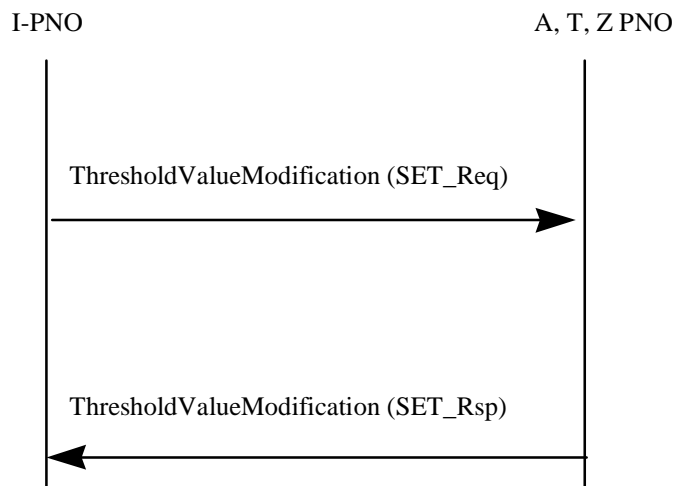 I-PNO
A, T, Z PNO
ThresholdValueModification (SET_Req)
ThresholdValueModification (SET_Rsp)